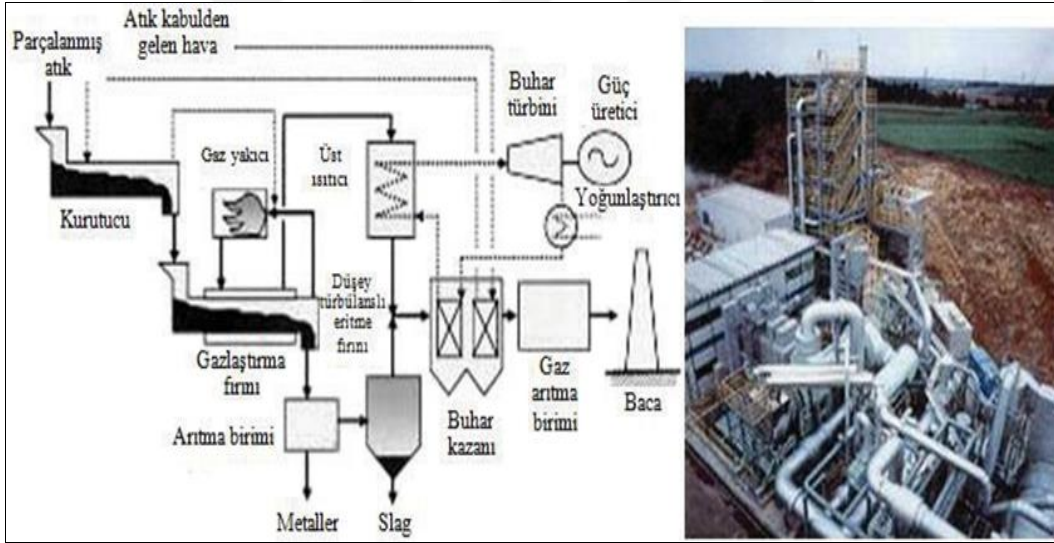 Atık kabulden
gelen hava
Parçalanmış
atık
Buhar
türbini
Güç
üretici
Gaz yakıcı
Üst
ısıtıcı
Yoğunlaştırıcı
Kurutucu
Düşey
türbülanslı
eritme
fırını
Gazlaştırma
fırını
Gaz
arıtma
birimi
Baca
Buhar
kazanı
Arıtma birimi
Metaller
Slag